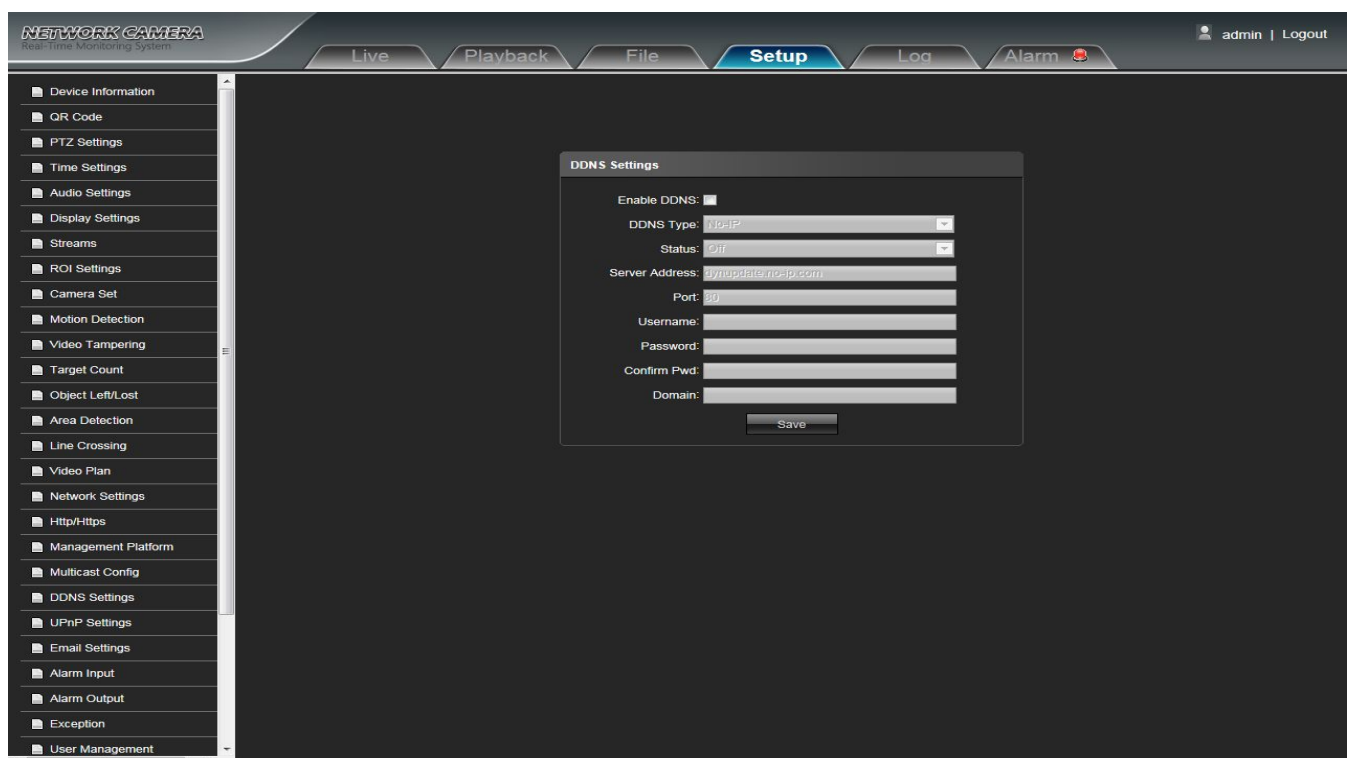 NETWORK CAMERA
Real-Time Monitoring System
admin | Logout
Live Playback File Setup Log Alarm
Device Information
QR Code
PTZ Settings
Time Settings
Audio Settings
Display Settings
Streams
ROI Settings
Camera Set
Motion Detection
Video Tampering
Target Count
Object Left/Lost
Area Detection
Line Crossing
Video Plan
Network Settings
Http/Https
Management Platform
Multicast Config
DDNS Settings
UPnP Settings
Email Settings
Alarm Input
Alarm Output
Exception
User Management
DDNS Settings
Enable DDNS:
DDNS Type: No-IP
Status: Off
Server Address: dynupdate.no-ip.com
Port: 80
Username:
Password:
Confirm Pwd:
Domain:
Save